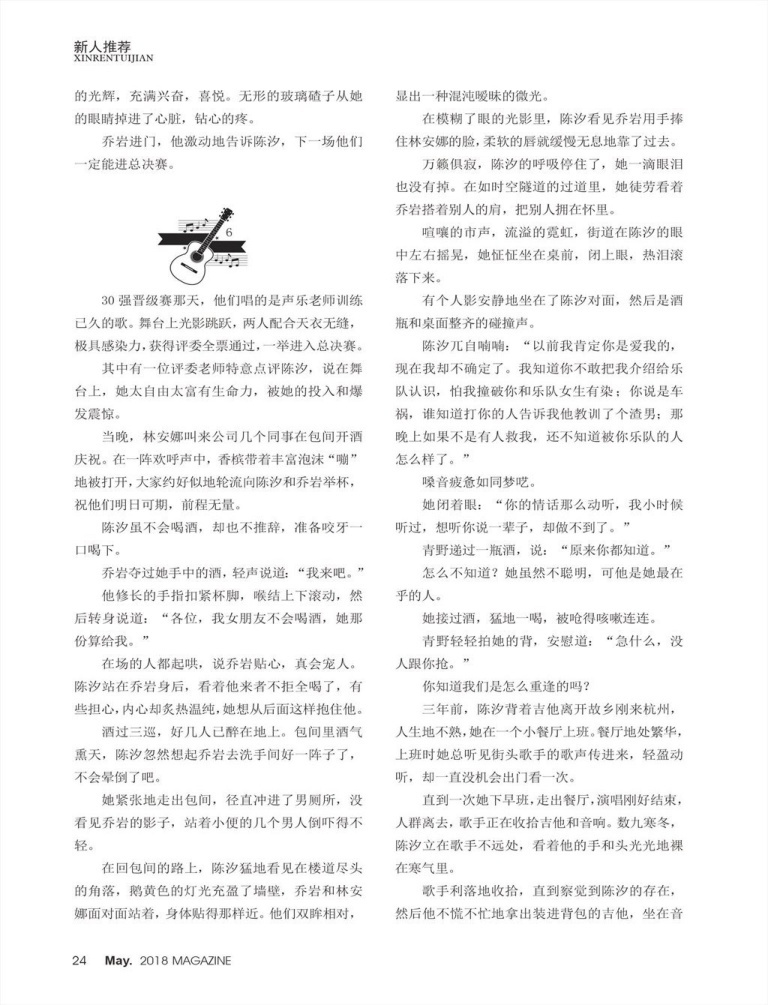 新人推荐
XINRENTUIJIAN
的光辉，充满兴奋，喜悦。无形的玻璃碴子从她
的眼睛掉进了心脏，钻心的疼。
乔岩进门，他激动地告诉陈汐，下一场他们
一定能进总决赛。
6
30 强晋级赛那天，他们唱的是声乐老师训练
已久的歌。舞台上光影跳跃，两人配合天衣无缝，
极具感染力，获得评委全票通过，一举进入总决赛。
其中有一位评委老师特意点评陈汐，说在舞
台上，她太自由太富有生命力，被她的投入和爆
发震惊。
当晚，林安娜叫来公司几个同事在包间开酒
庆祝。在一阵欢呼声中，香槟带着丰富泡沫“嘣”
地被打开，大家约好似地轮流向陈汐和乔岩举杯，
祝他们明日可期，前程无量。
陈汐虽不会喝酒，却也不推辞，准备咬牙一
口喝下。
乔岩夺过她手中的酒，轻声说道：“我来吧。”
他修长的手指扣紧杯脚，喉结上下滚动，然
后转身说道：“各位，我女朋友不会喝酒，她那
份算给我。”
在场的人都起哄，说乔岩贴心，真会宠人。
陈汐站在乔岩身后，看着他来者不拒全喝了，有
些担心，内心却炙热温纯，她想从后面这样抱住他。
酒过三巡，好几人已醉在地上。包间里酒气
熏天，陈汐忽然想起乔岩去洗手间好一阵子了，
不会晕倒了吧。
她紧张地走出包间，径直冲进了男厕所，没
看见乔岩的影子，站着小便的几个男人倒吓得不
轻。
在回包间的路上，陈汐猛地看见在楼道尽头
的角落，鹅黄色的灯光充盈了墙壁，乔岩和林安
娜面对面站着，身体贴得那样近。他们双眸相对，
显出一种混沌暧昧的微光。
在模糊了眼的光影里，陈汐看见乔岩用手捧
住林安娜的脸，柔软的唇就缓慢无息地靠了过去。
万籁俱寂，陈汐的呼吸停住了，她一滴眼泪
也没有掉。在如时空隧道的过道里，她徒劳看着
乔岩搭着别人的肩，把别人拥在怀里。
喧嚷的市声，流溢的霓虹，街道在陈汐的眼
中左右摇晃，她怔怔坐在桌前，闭上眼，热泪滚
落下来。
有个人影安静地坐在了陈汐对面，然后是酒
瓶和桌面整齐的碰撞声。
陈汐兀自喃喃：“以前我肯定你是爱我的，
现在我却不确定了。我知道你不敢把我介绍给乐
队认识，怕我撞破你和乐队女生有染；你说是车
祸，谁知道打你的人告诉我他教训了个渣男；那
晚上如果不是有人救我，还不知道被你乐队的人
怎么样了。”
嗓音疲惫如同梦呓。
她闭着眼：“你的情话那么动听，我小时候
听过，想听你说一辈子，却做不到了。”
青野递过一瓶酒，说：“原来你都知道。”
怎么不知道？她虽然不聪明，可他是她最在
乎的人。
她接过酒，猛地一喝，被呛得咳嗽连连。
青野轻轻拍她的背，安慰道：“急什么，没
人跟你抢。”
你知道我们是怎么重逢的吗？
三年前，陈汐背着吉他离开故乡刚来杭州，
人生地不熟，她在一个小餐厅上班。餐厅地处繁华，
上班时她总听见街头歌手的歌声传进来，轻盈动
听，却一直没机会出门看一次。
直到一次她下早班，走出餐厅，演唱刚好结束，
人群离去，歌手正在收拾吉他和音响。数九寒冬，
陈汐立在歌手不远处，看着他的手和头光光地裸
在寒气里。
歌手利落地收拾，直到察觉到陈汐的存在，
然后他不慌不忙地拿出装进背包的吉他，坐在音
24 May. 2018 MAGAZINE